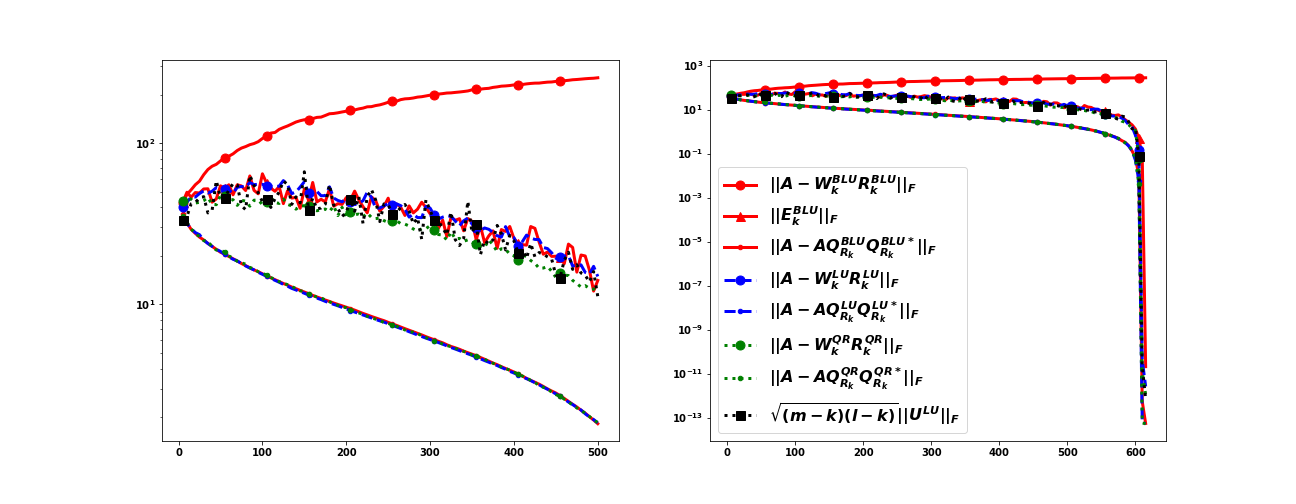 10^2
10^1
0 100 200 300 400 500
10^3
10^1
10^-1
10^-3
10^-5
10^-7
10^-9
10^-11
10^-13
0 100 200 300 400 500 600
||A − W_k^{BLU} R_k^{BLU}||_F
||E_k^{BLU}||_F
||A − AQ_{R_k}^{BLU} Q_{R_k}^{BLU*}||_F
||A − W_k^{LU} R_k^{LU}||_F
||A − AQ_{R_k}^{LU} Q_{R_k}^{LU*}||_F
||A − W_k^{QR} R_k^{QR}||_F
||A − AQ_{R_k}^{QR} Q_{R_k}^{QR*}||_F
√(m − k)(l − k)||U^{LU}||_F